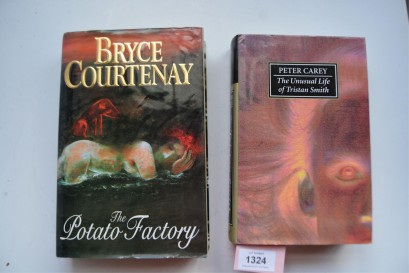 BRYCE
COURTENAY
The
Potato Factory
PETER CAREY
The Unusual Life
of Tristan Smith
1324